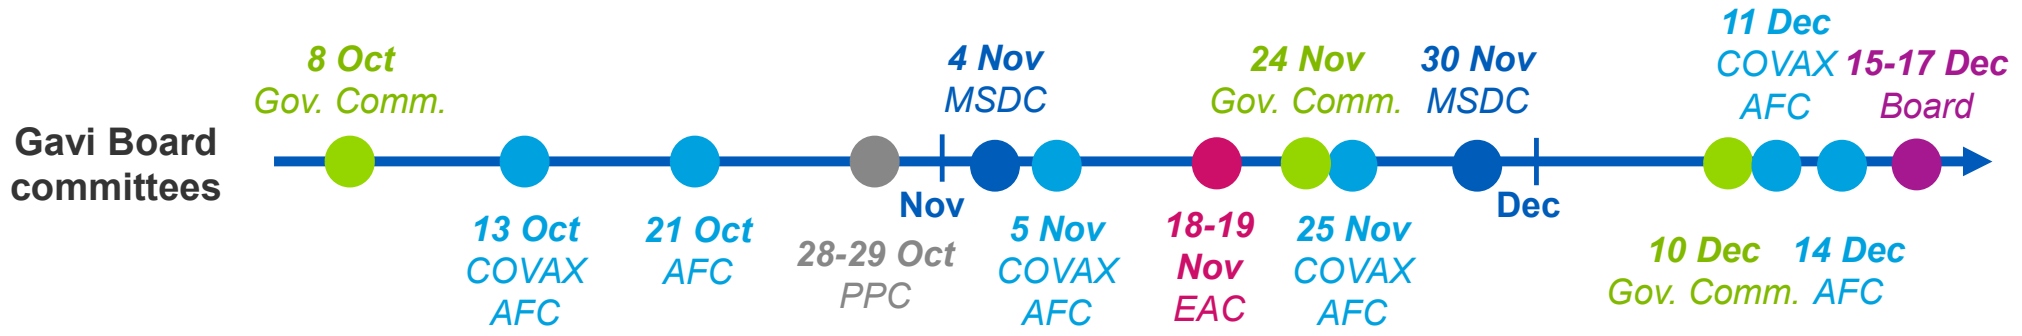 Gavi Board
committees
8 Oct
Gov. Comm.
13 Oct
COVAX
AFC
21 Oct
AFC
28-29 Oct
PPC
Nov
4 Nov
MSDC
5 Nov
COVAX
AFC
18-19
Nov
EAC
24 Nov
Gov. Comm.
25 Nov
COVAX
AFC
30 Nov
MSDC
Dec
10 Dec
Gov. Comm.
11 Dec
COVAX
AFC
14 Dec
AFC
15-17 Dec
Board